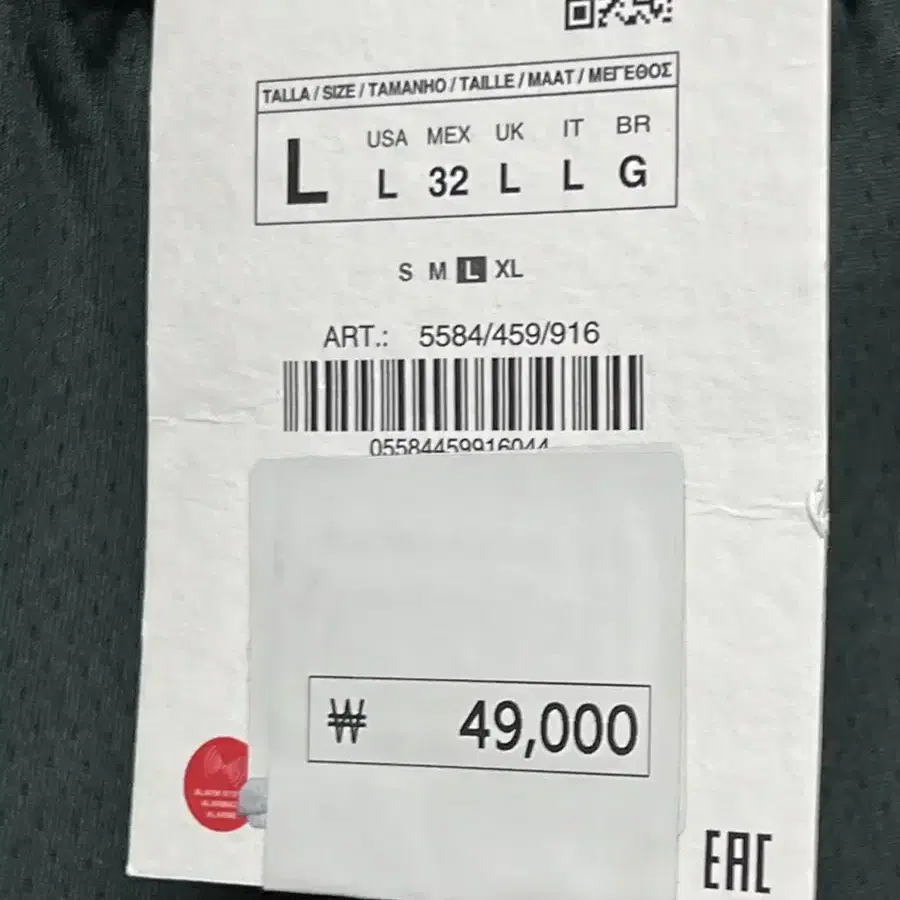 TALLA / SIZE / TAMANHO / TAILLE / MAAT / ΜΕΓΕΘΟΣ
USA MEX UK IT BR
L L 32 L L G
S M L XL
ART.: 5584/459/916
05584459916044
₩ 49,000
EAC